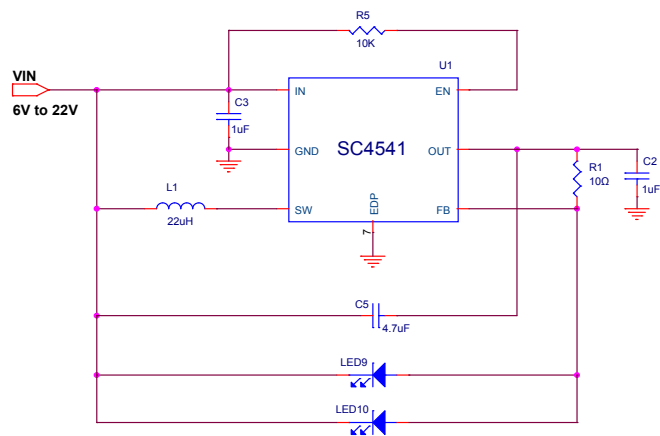 R5
10K
VIN
6V to 22V
U1
IN
EN
C3
1uF
GND
SC4541
OUT
R1
10Ω
C2
1uF
L1
22uH
SW
EDP
FB
7
C5
4.7uF
LED9
LED10